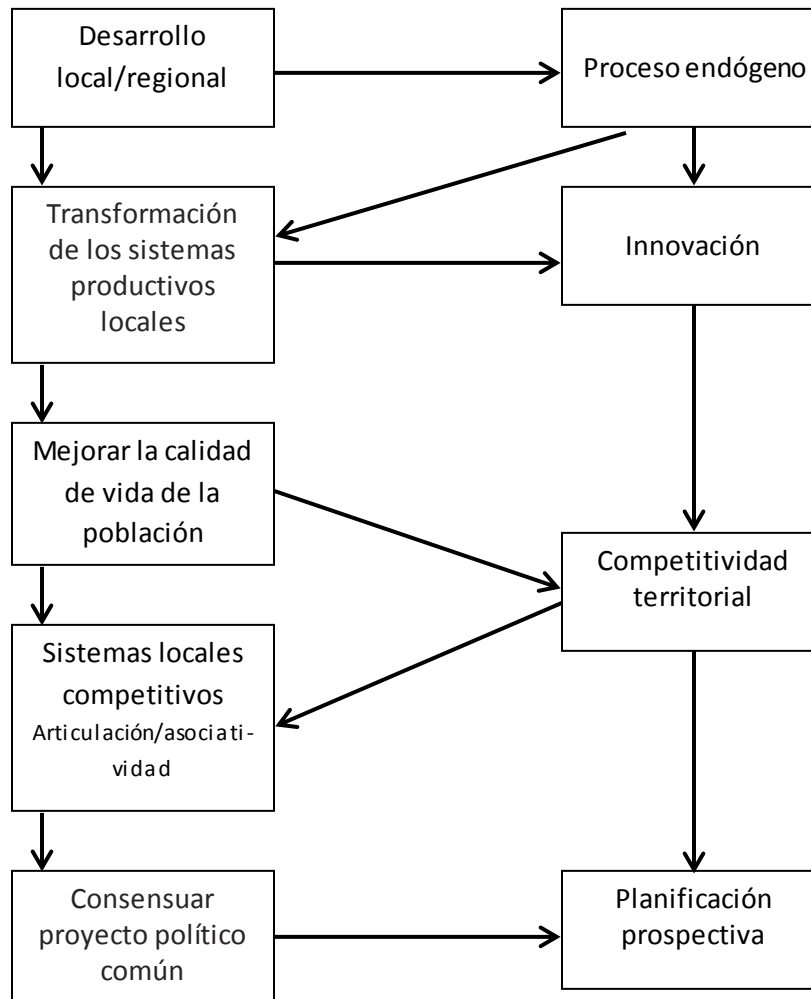 Desarrollo
local/regional
Proceso endógeno
Transformación
de los sistemas
productivos
locales
Innovación
Mejorar la calidad
de vida de la
población
Competitividad
territorial
Sistemas locales
competitivos
Articulación/asociati-
vidad
Consensuar
proyecto político
común
Planificación
prospectiva